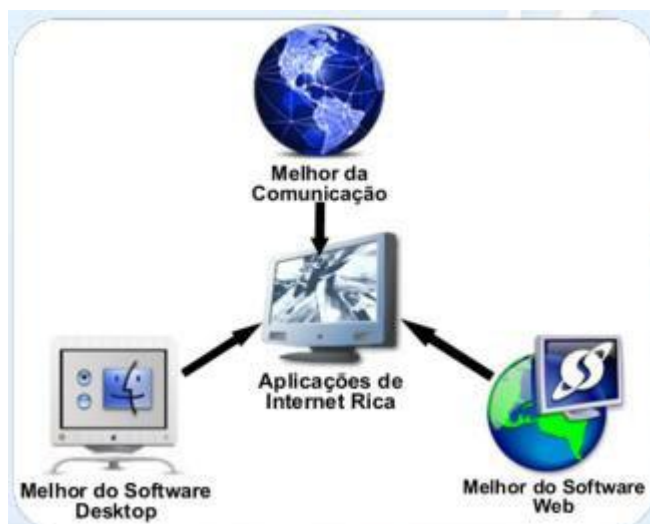 Melhor da
Comunicação
Aplicações de
Internet Rica
Melhor do Software
Desktop
Melhor do Software
Web